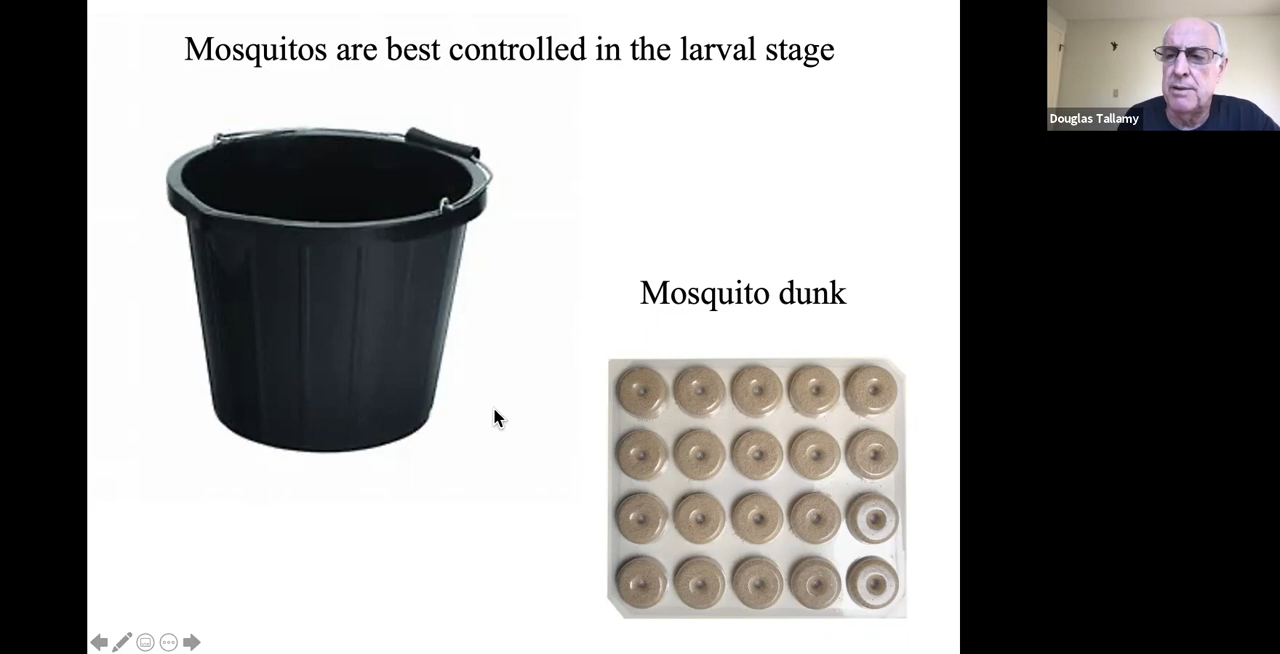 Mosquitos are best controlled in the larval stage
Douglas Tallamy
Mosquito dunk